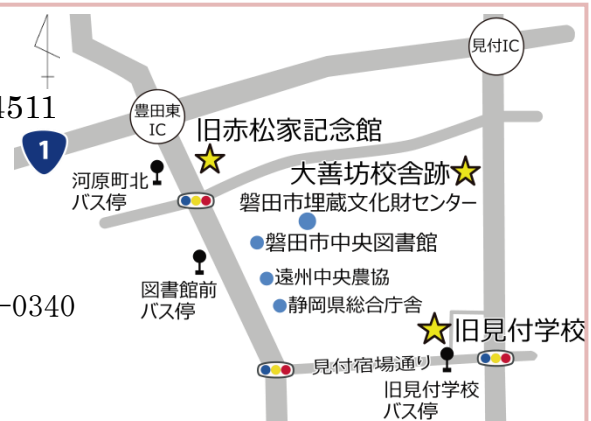 見付IC
4511
豊田東
IC
旧赤松家記念館
1
河原町北
バス停
大善坊校舎跡
磐田市埋蔵文化財センター
磐田市中央図書館
遠州中央農協
図書館前
バス停
-0340
静岡県総合庁舎
旧見付学校
見付宿場通り
旧見付学校
バス停